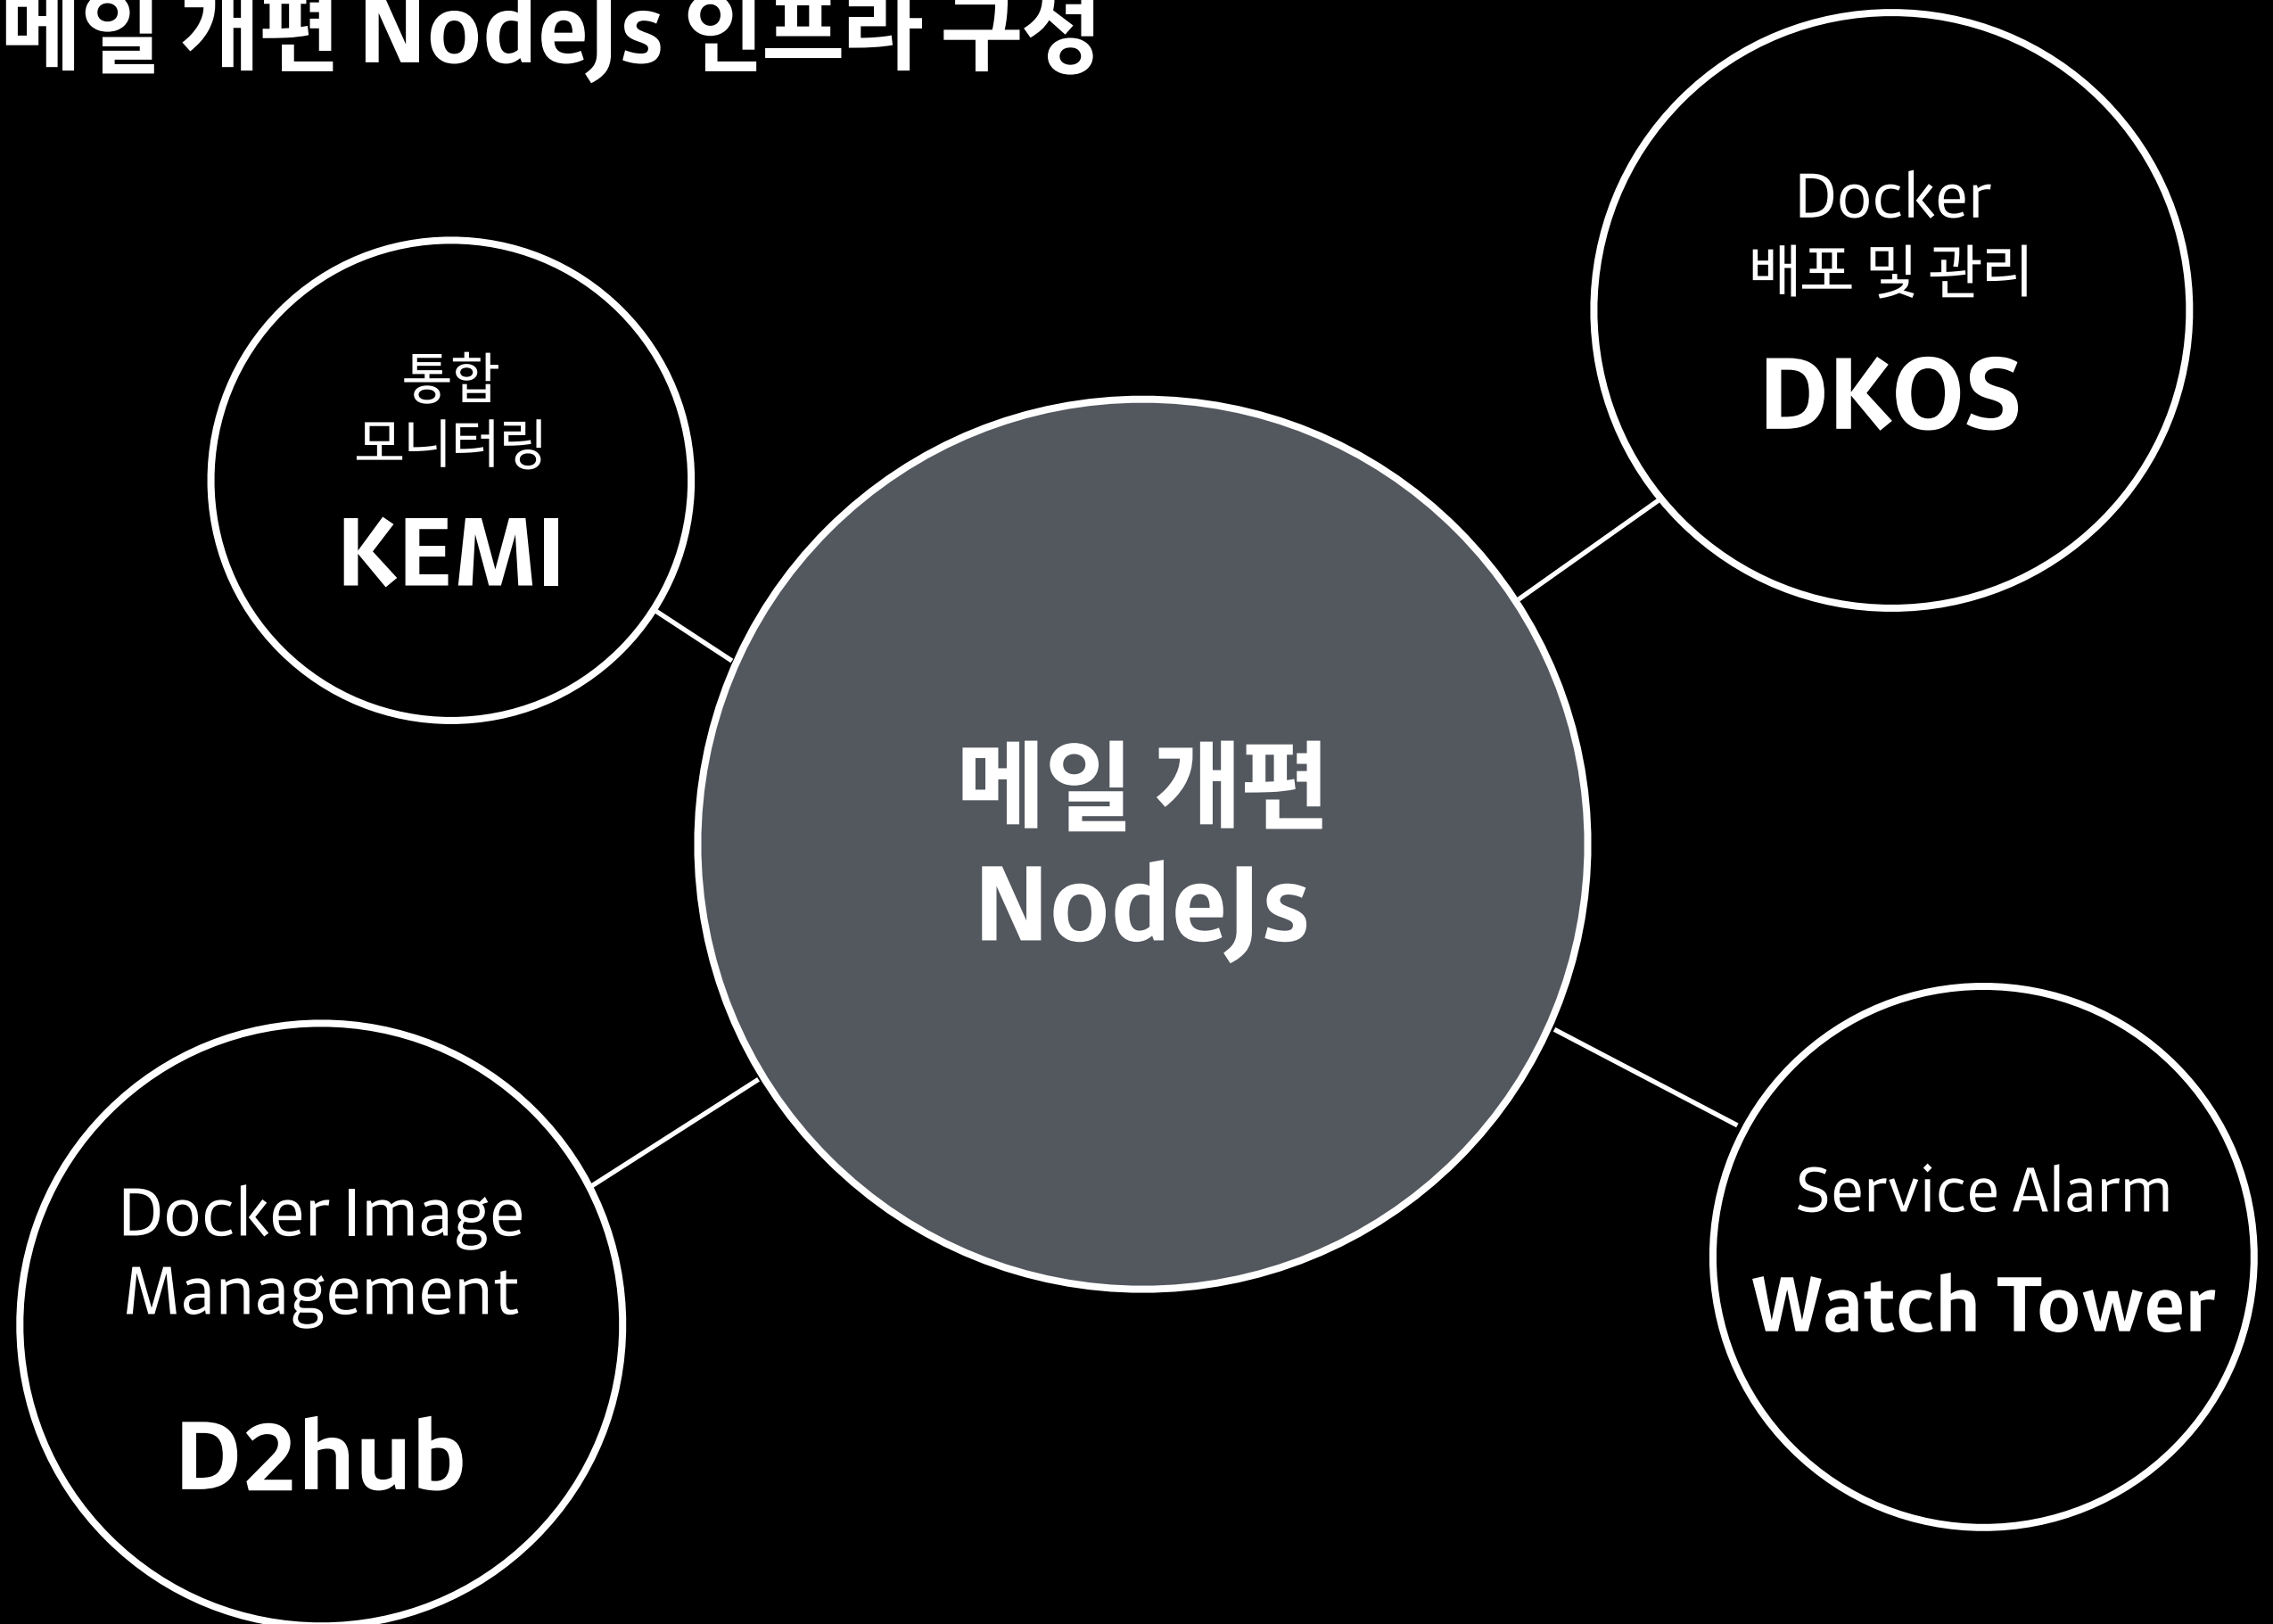 메일 개편 NodeJs 인프라 구성
통합
모니터링
KEMI
Docker
배포 및 관리
DKOS
메일 개편
NodeJs
Docker Image
Management
D2hub
Service Alarm
Watch Tower